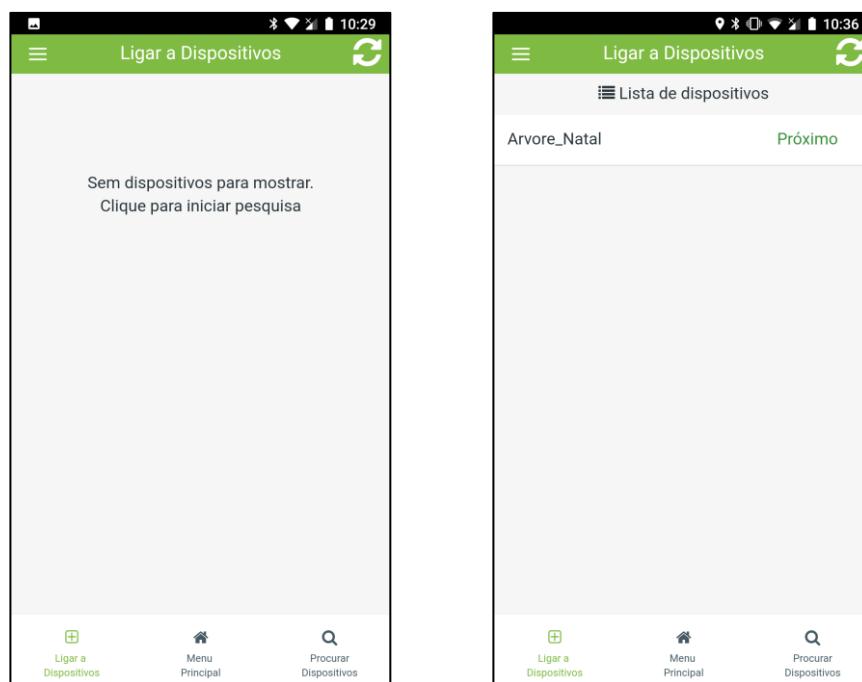 10:29
Ligar a Dispositivos
Sem dispositivos para mostrar.
Clique para iniciar pesquisa
Ligar a
Dispositivos
Menu
Principal
Procurar
Dispositivos
10:36
Ligar a Dispositivos
Lista de dispositivos
Arvore_Natal Próximo
Ligar a
Dispositivos
Menu
Principal
Procurar
Dispositivos